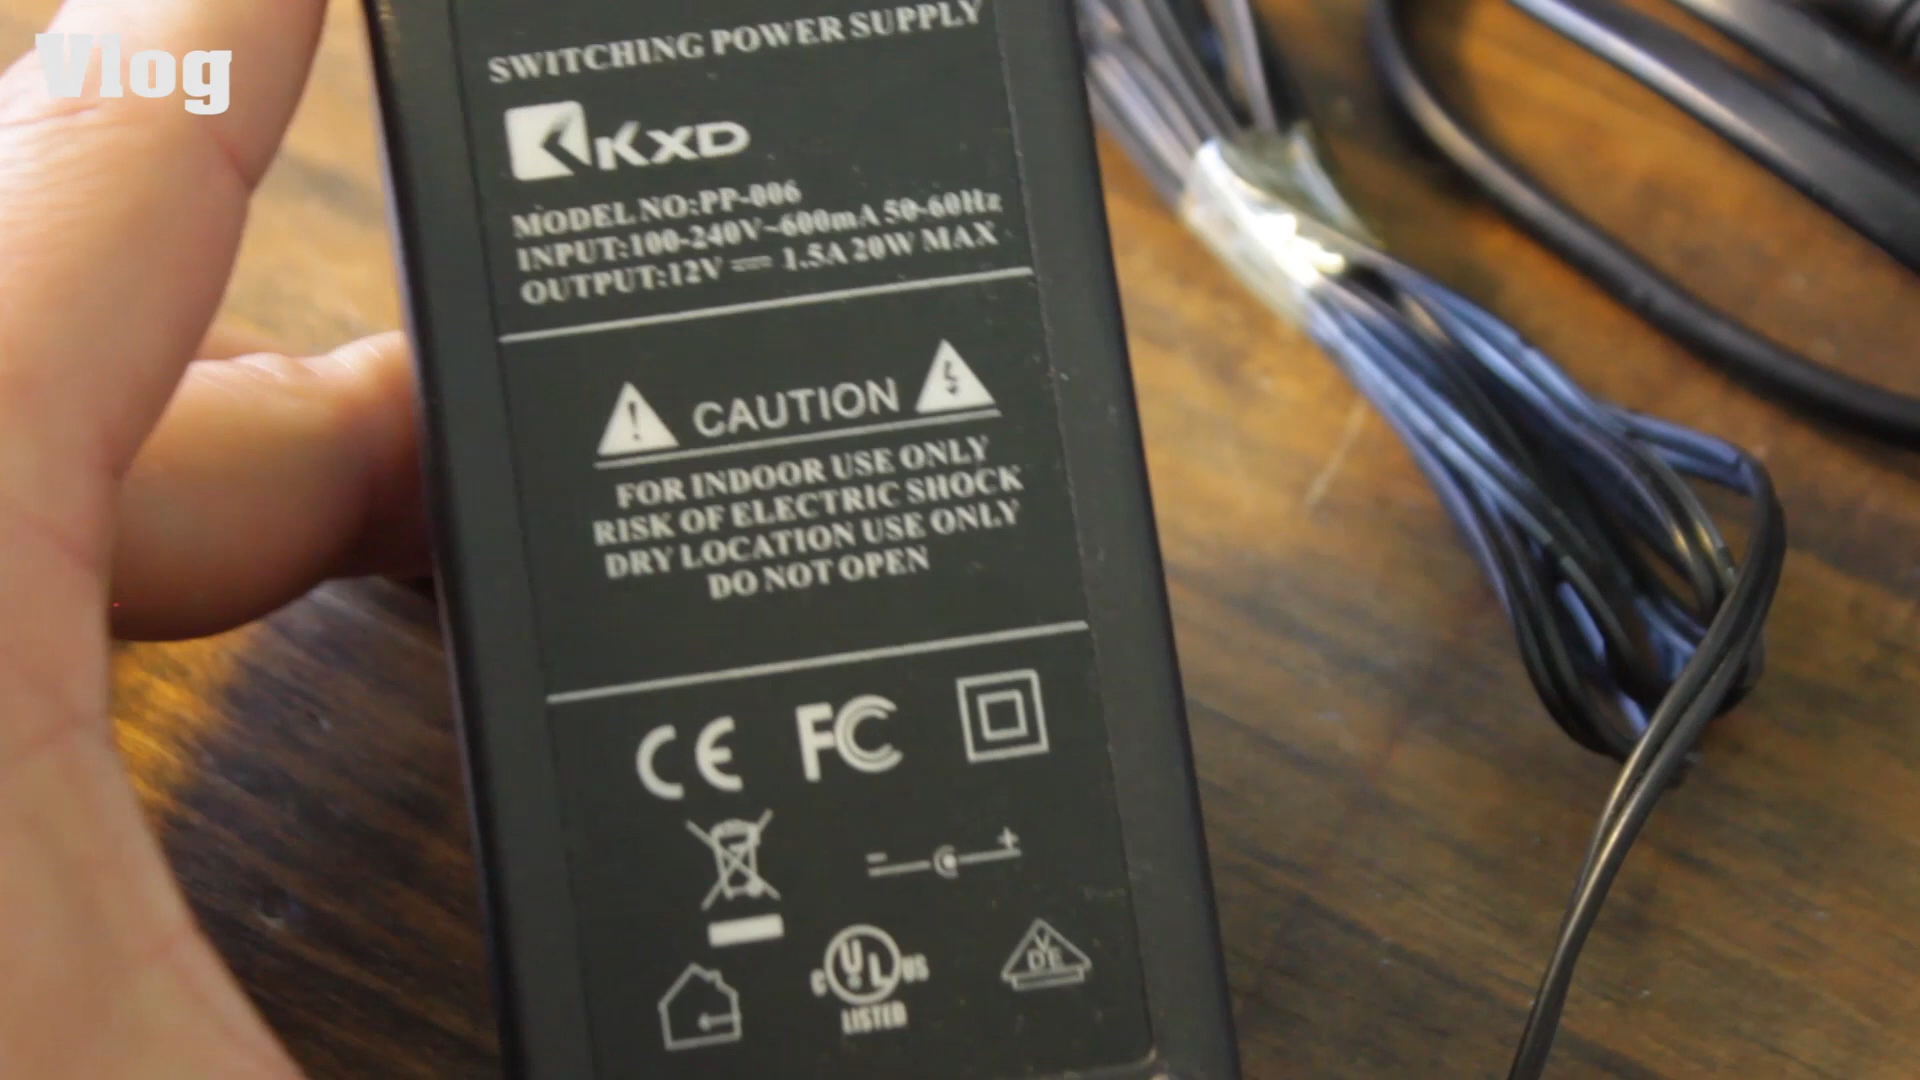 Vlog
SWITCHING POWER SUPPLY
KXD
MODEL NO:PP-006
INPUT:100-240V~600mA 50-60Hz
OUTPUT:12V ⎓ 1.5A 20W MAX
CAUTION
FOR INDOOR USE ONLY
RISK OF ELECTRIC SHOCK
DRY LOCATION USE ONLY
DO NOT OPEN
CE FC
- +
C UL US
LISTED
VDE